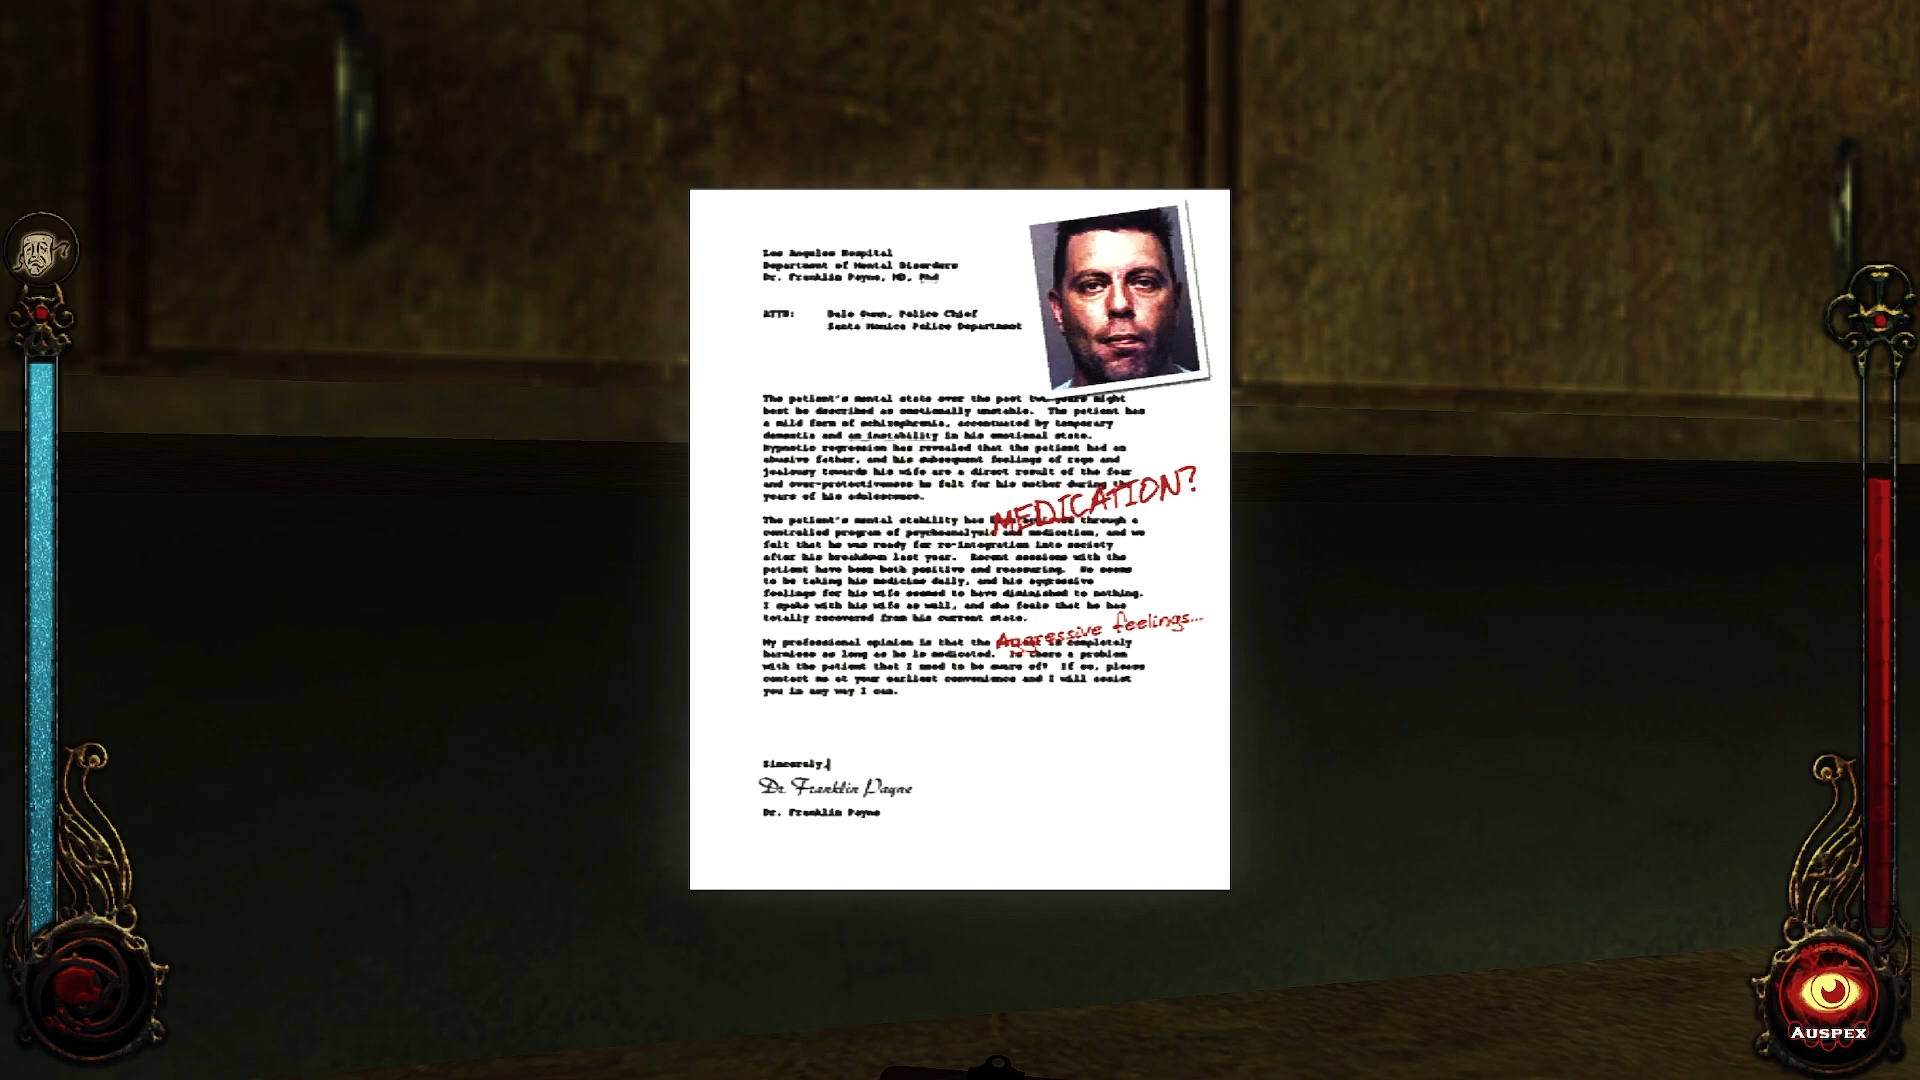 Los Angeles Hospital
Department of Mental Disorders
Dr. Franklin Payne, MD, Phd
ATTN: Dale Gunn, Police Chief
Santa Monica Police Department
The patient's mental state over the past two years might
best be described as emotionally unstable. The patient has
a mild form of schizophrenia, accentuated by temporary
dementia and an instability in his emotional state.
Hypnotic regression has revealed that the patient had an
abusive father, and his subsequent feelings of rage and
jealousy towards his wife are a direct result of the fear
and over-protectiveness he felt for his mother during the
years of his adolescence.
MEDICATION?
The patient's mental stability has through a
controlled program of psychoanalysis and medication, and we
felt that he was ready for re-integration into society
after his breakdown last year. Recent sessions with the
patient have been both positive and reassuring. He seems
to be taking his medicine daily, and his aggressive
feelings for his wife seemed to have diminished to nothing.
I spoke with his wife as well, and she feels that he has
totally recovered from his current state.
Aggressive feelings...
My professional opinion is that the is completely
harmless as long as he is medicated. Is there a problem
with the patient that I need to be aware of? If so, please
contact me at your earliest convenience and I will assist
you in any way I can.
Sincerely,
Dr. Franklin Payne
Dr. Franklin Payne
AUSPEX